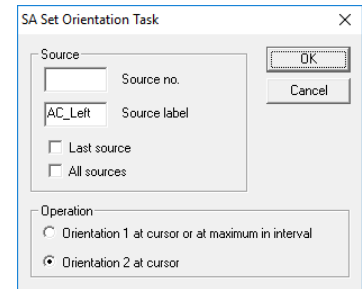 SA Set Orientation Task
Source
Source no.
AC_Left Source label
Last source
All sources
OK
Cancel
Operation
Orientation 1 at cursor or at maximum in interval
Orientation 2 at cursor